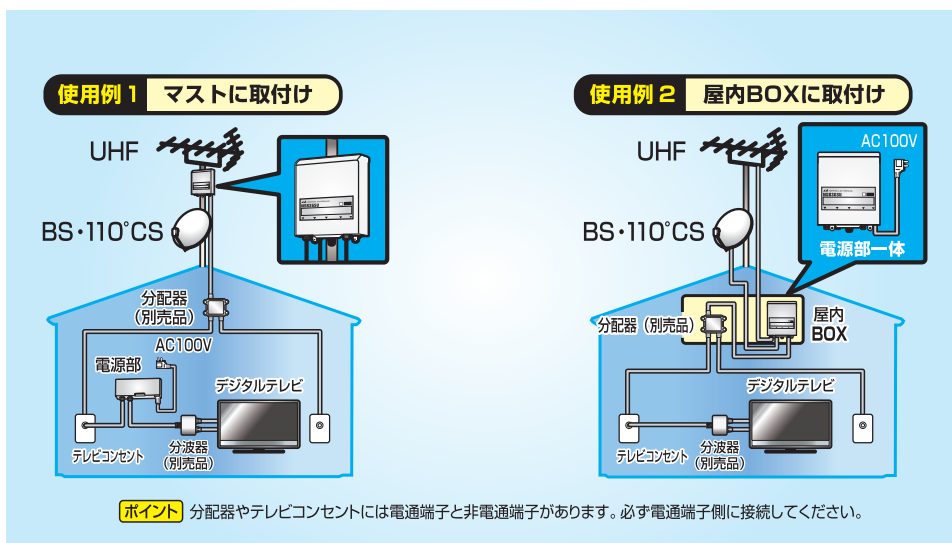 使用例1 マストに取付け
UHF
BS・110°CS
分配器
(別売品)
AC100V
電源部
デジタルテレビ
テレビコンセント
分波器
(別売品)
使用例2 屋内BOXに取付け
UHF
AC100V
電源部一体
BS・110°CS
分配器(別売品)
屋内
BOX
デジタルテレビ
テレビコンセント
分波器
(別売品)
ポイント 分配器やテレビコンセントには電通端子と非電通端子があります。必ず電通端子側に接続してください。